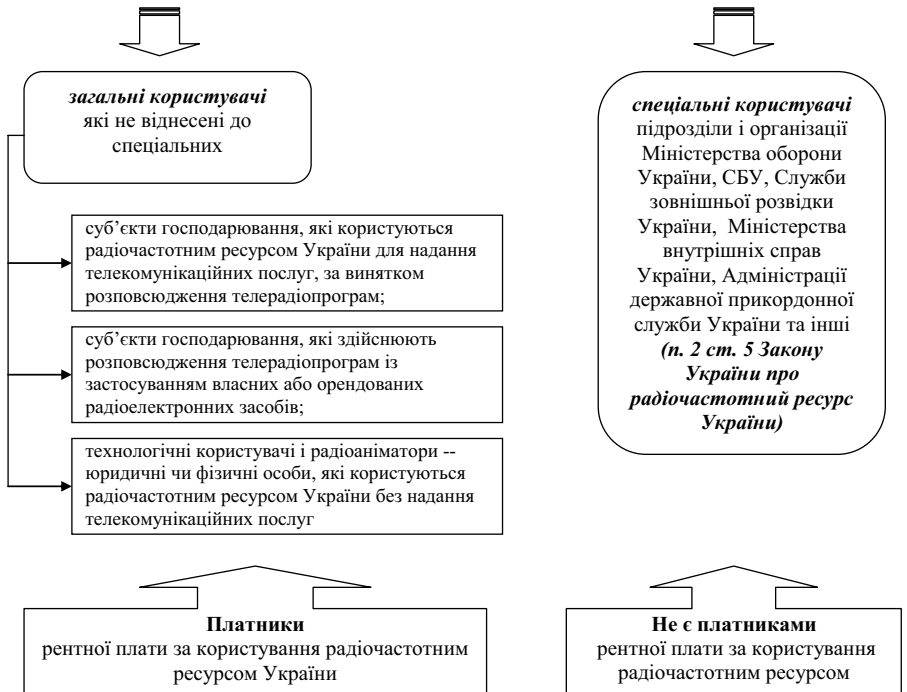 загальні користувачі
які не віднесені до
спеціальних
суб’єкти господарювання, які користуються
радіочастотним ресурсом України для надання
телекомунікаційних послуг, за винятком
розповсюдження телерадіопрограм;
суб’єкти господарювання, які здійснюють
розповсюдження телерадіопрограм із
застосуванням власних або орендованих
радіоелектронних засобів;
технологічні користувачі і радіоаніматори --
юридичні чи фізичні особи, які користуються
радіочастотним ресурсом України без надання
телекомунікаційних послуг
Платники
рентної плати за користування радіочастотним
ресурсом України
спеціальні користувачі
підрозділи і організації
Міністерства оборони
України, СБУ, Служби
зовнішньої розвідки
України, Міністерства
внутрішніх справ
України, Адміністрації
державної прикордонної
служби України та інші
(п. 2 ст. 5 Закону
України про
радіочастотний ресурс
України)
Не є платниками
рентної плати за користування
радіочастотним ресурсом